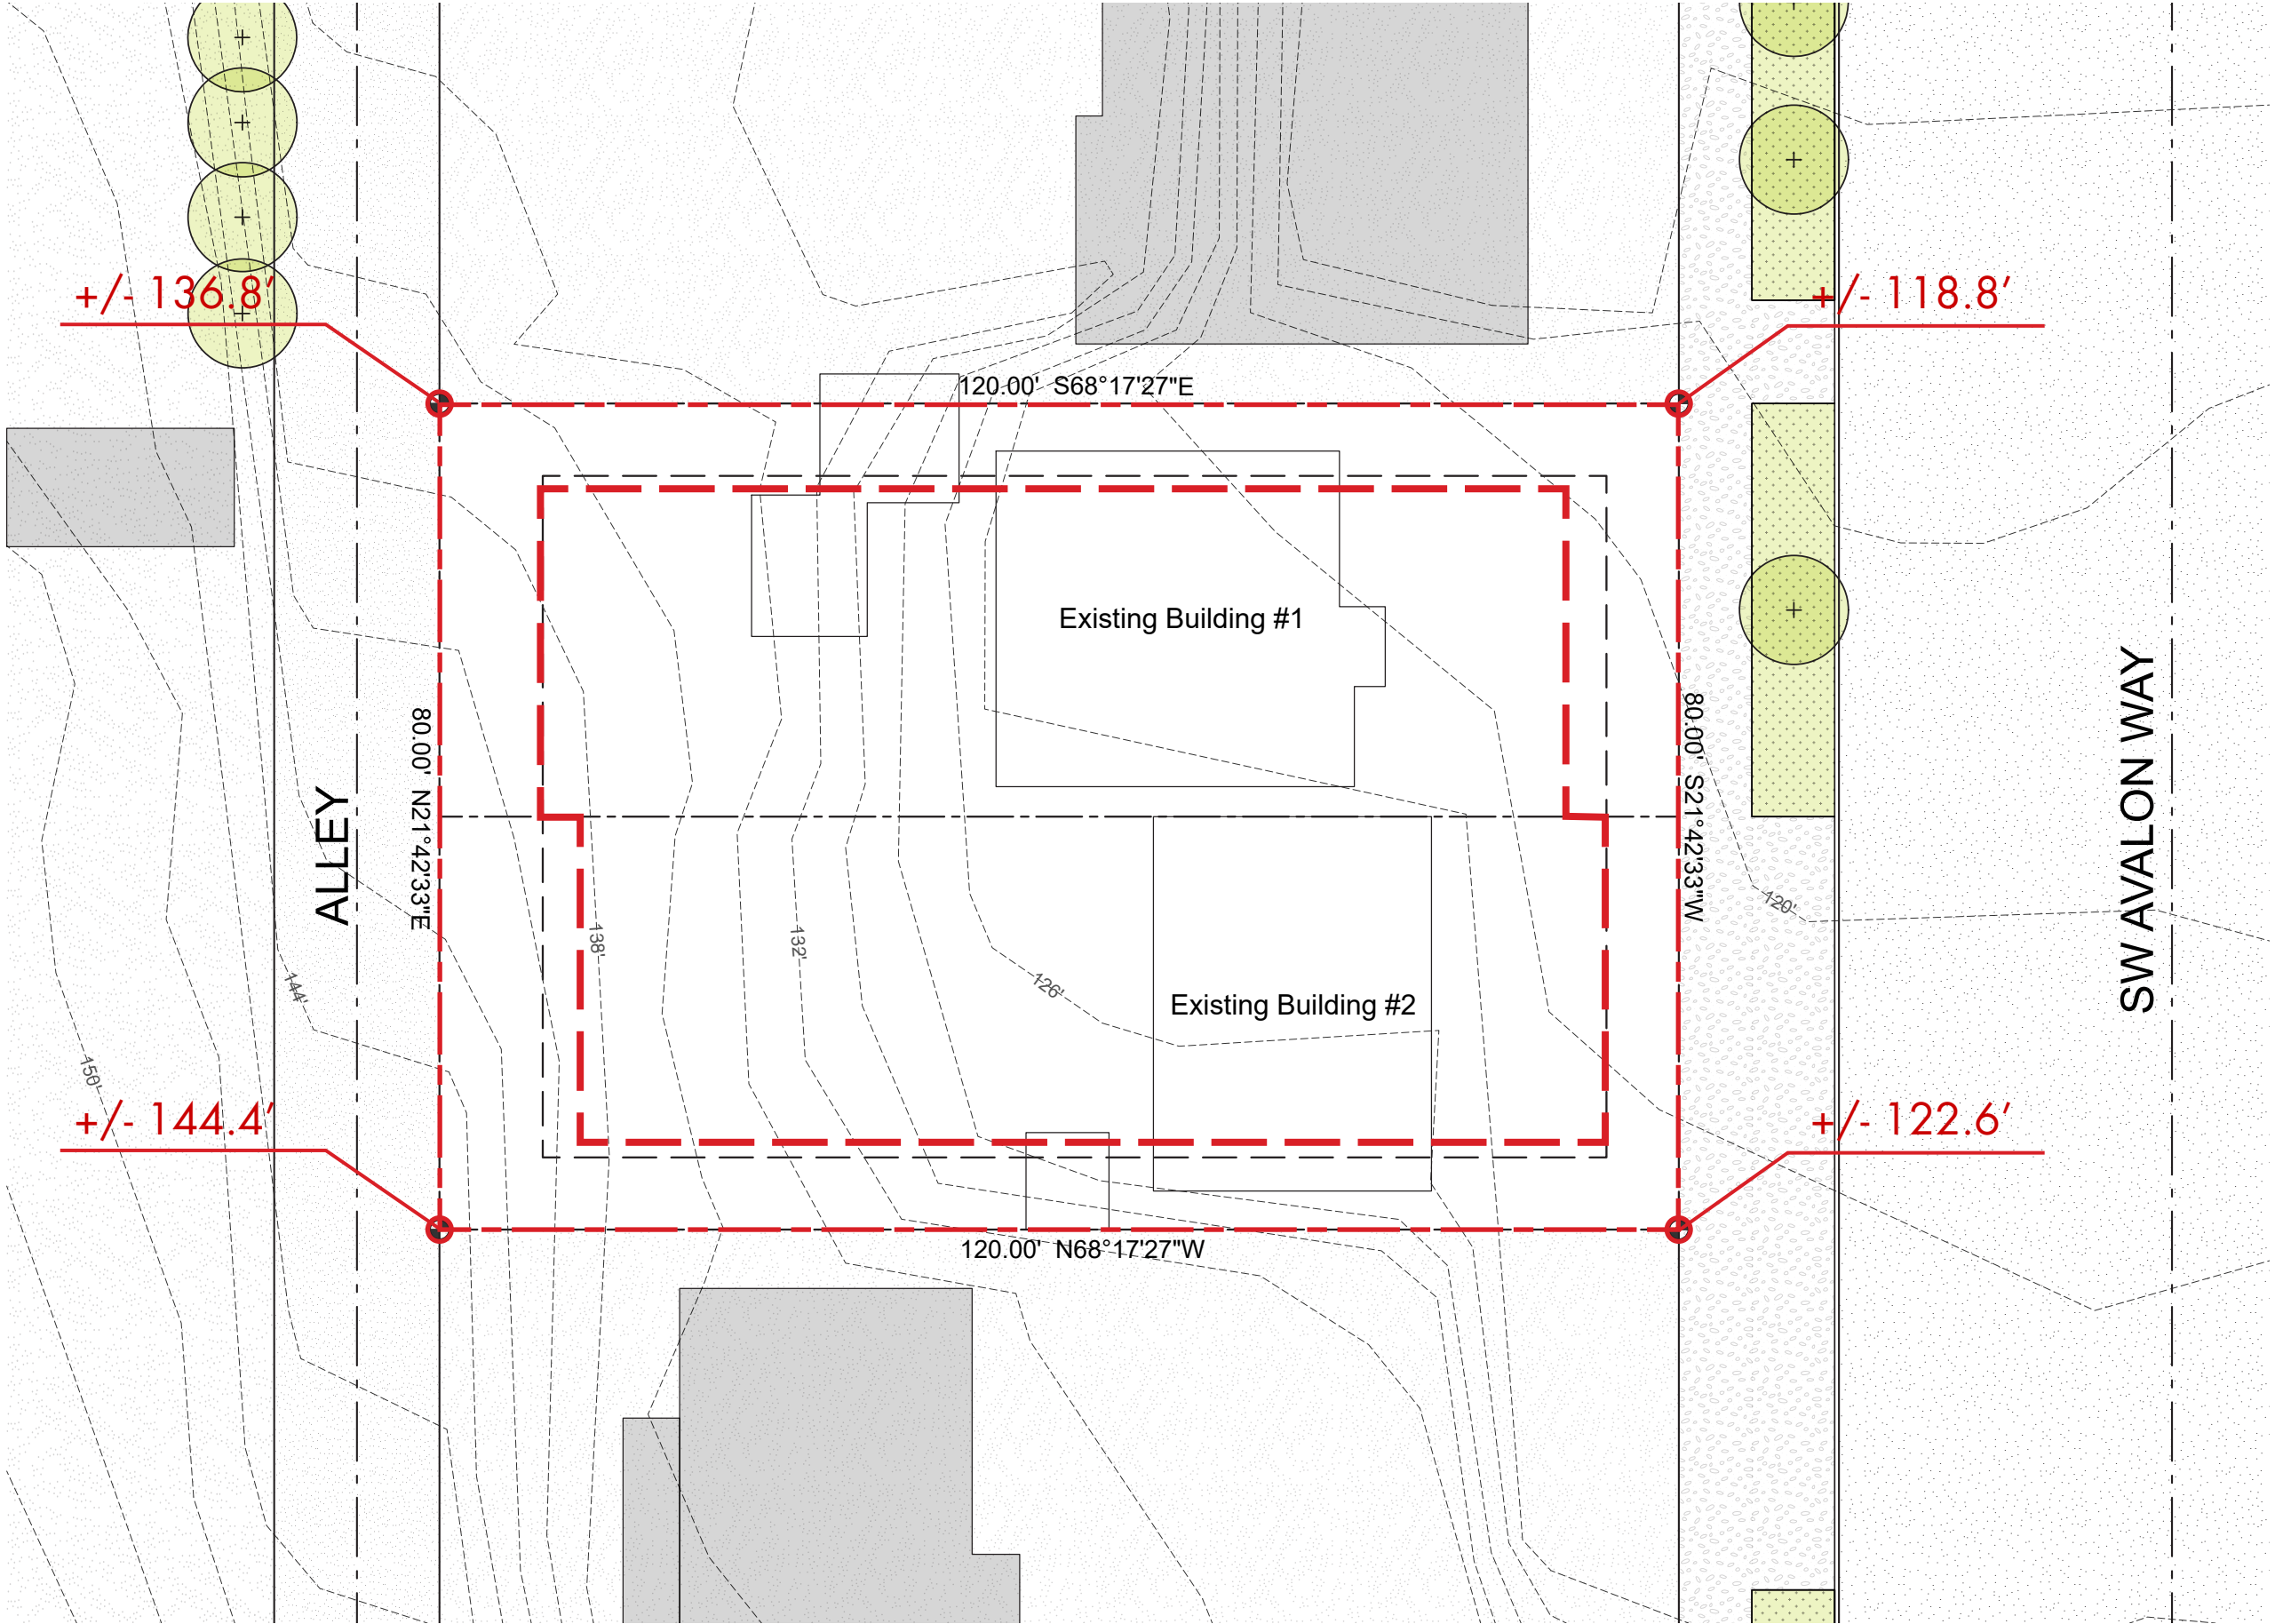 +/- 136.8'
+/- 118.8'
120.00' S68°17'27"E
Existing Building #1
80.00' N21°42'33"E
80.00' S21°42'33"W
ALLEY
SW AVALON WAY
120'
138'
132'
144'
126'
Existing Building #2
150'
+/- 144.4'
+/- 122.6'
120.00' N68°17'27"W